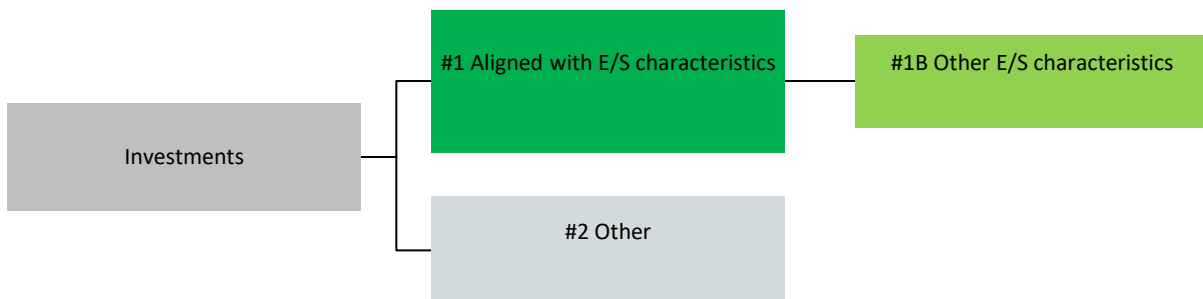 #1 Aligned with E/S characteristics
#1B Other E/S characteristics
Investments
#2 Other